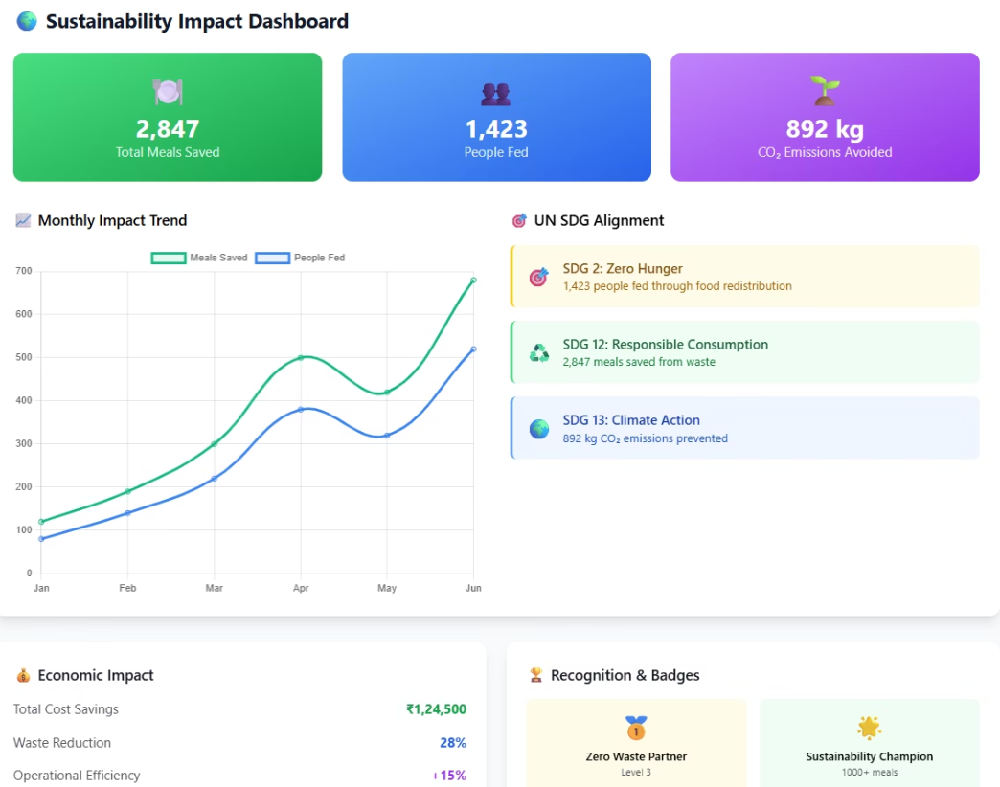 Sustainability Impact Dashboard
2,847
Total Meals Saved
1,423
People Fed
892 kg
CO₂ Emissions Avoided
Monthly Impact Trend
Meals Saved
People Fed
700
600
500
400
300
200
100
0
Jan
Feb
Mar
Apr
May
Jun
UN SDG Alignment
SDG 2: Zero Hunger
1,423 people fed through food redistribution
SDG 12: Responsible Consumption
2,847 meals saved from waste
SDG 13: Climate Action
892 kg CO₂ emissions prevented
Economic Impact
Total Cost Savings
₹1,24,500
Waste Reduction
28%
Operational Efficiency
+15%
Recognition & Badges
1
Zero Waste Partner
Level 3
Sustainability Champion
1000+ meals